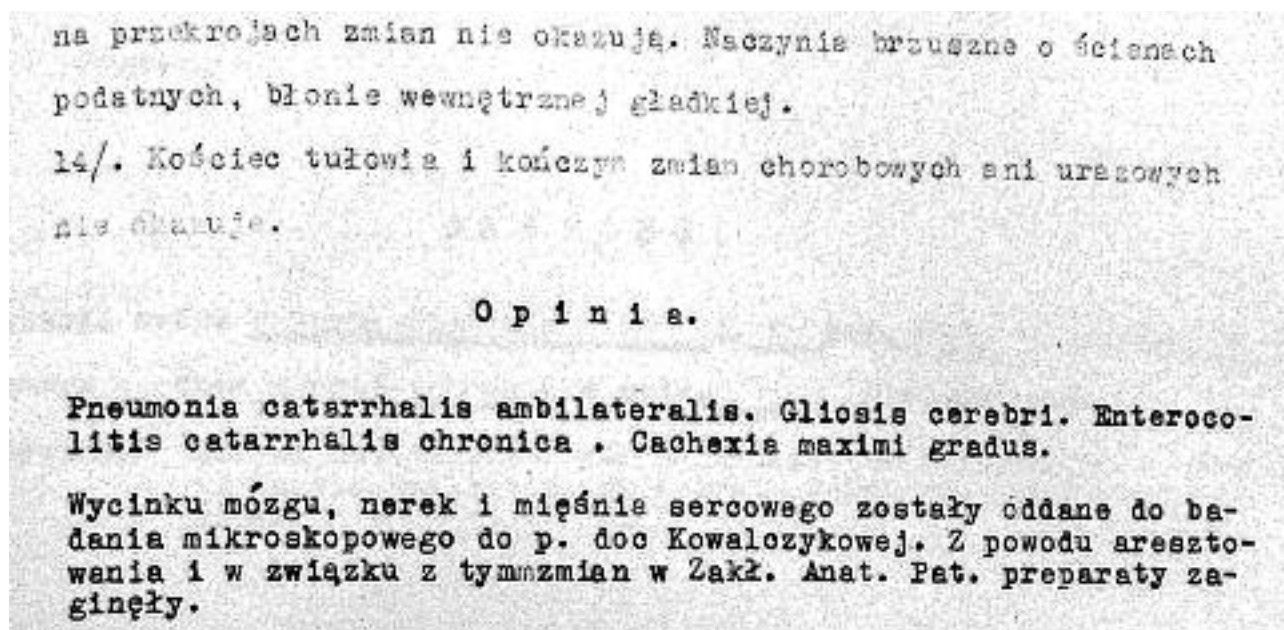 na przekrojach zmian nie okazują. Naczynia brzuszne o ścianach
podatnych, błonie wewnętrznej gładkiej.
14/. Kościec tułowia i kończyn zmian chorobowych ani urazowych
nie okazuje.
O p i n i a.
Pneumonia catarrhalis ambilateralis. Gliosis cerebri. Enteroco-
litis catarrhalis chronica . Cachexia maximi gradus.
Wycinku mózgu, nerek i mięśnia sercowego zostały oddane do ba-
dania mikroskopowego do p. doc Kowalczykowej. Z powodu areszto-
wania i w związku z tymmzmian w Zakł. Anat. Pat. preparaty za-
ginęły.